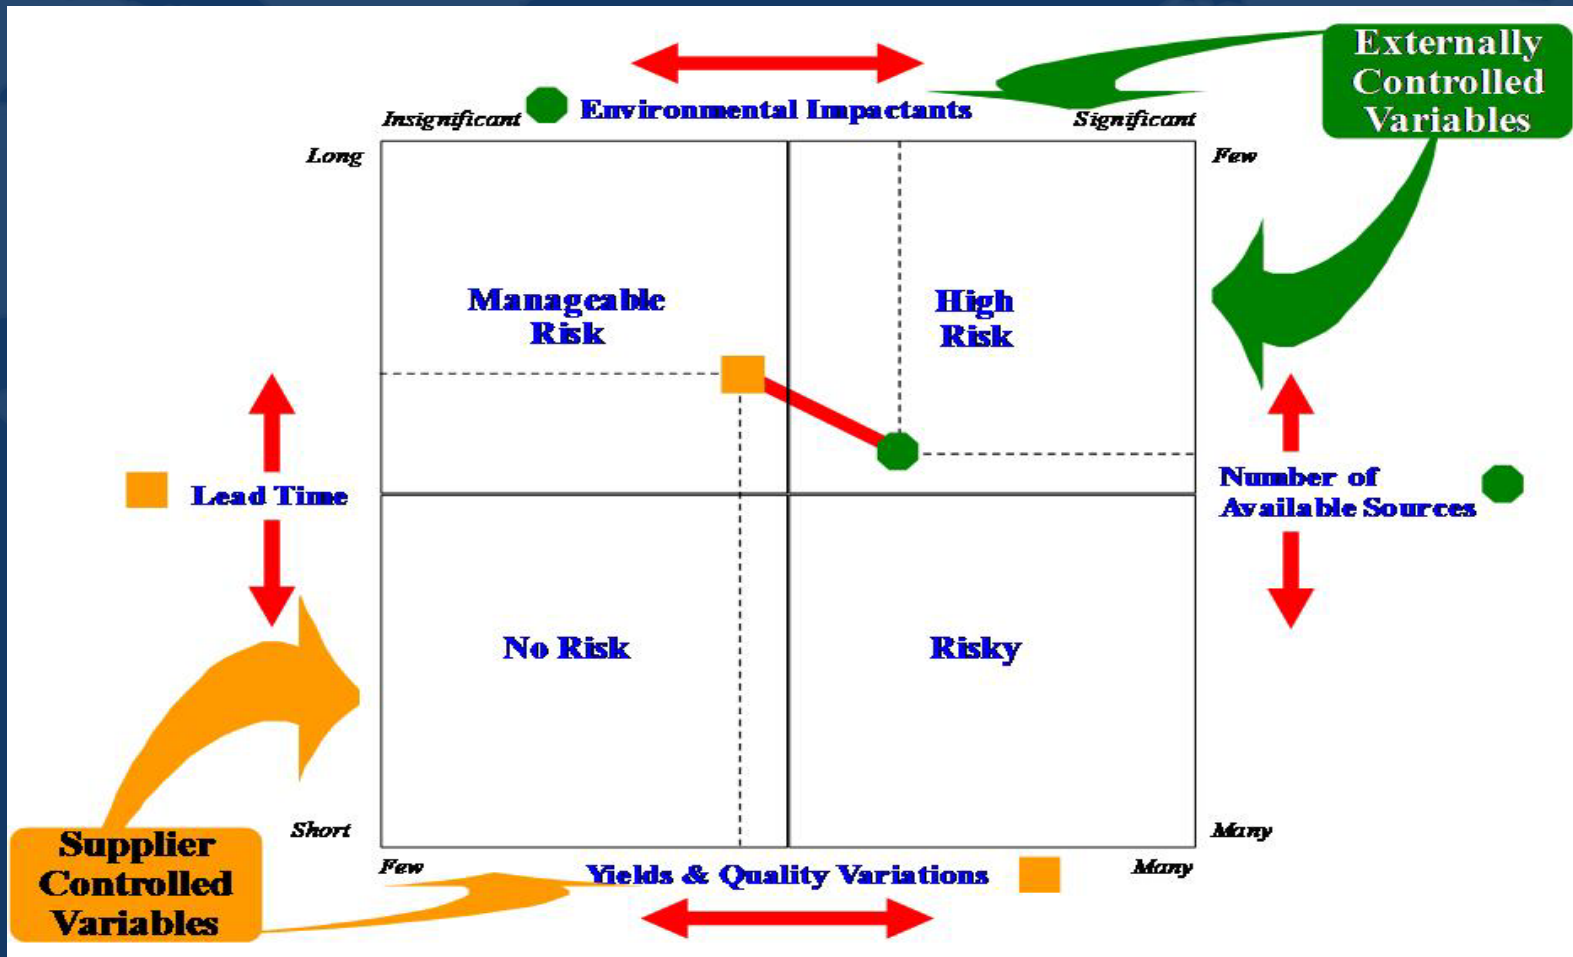 Externally
Controlled
Variables
Environmental Impactants
Insignificant
Significant
Long
Few
Manageable
Risk
High
Risk
Lead Time
Number of
Available Sources
No Risk
Risky
Short
Many
Supplier
Controlled
Variables
Few
Yields & Quality Variations
Many